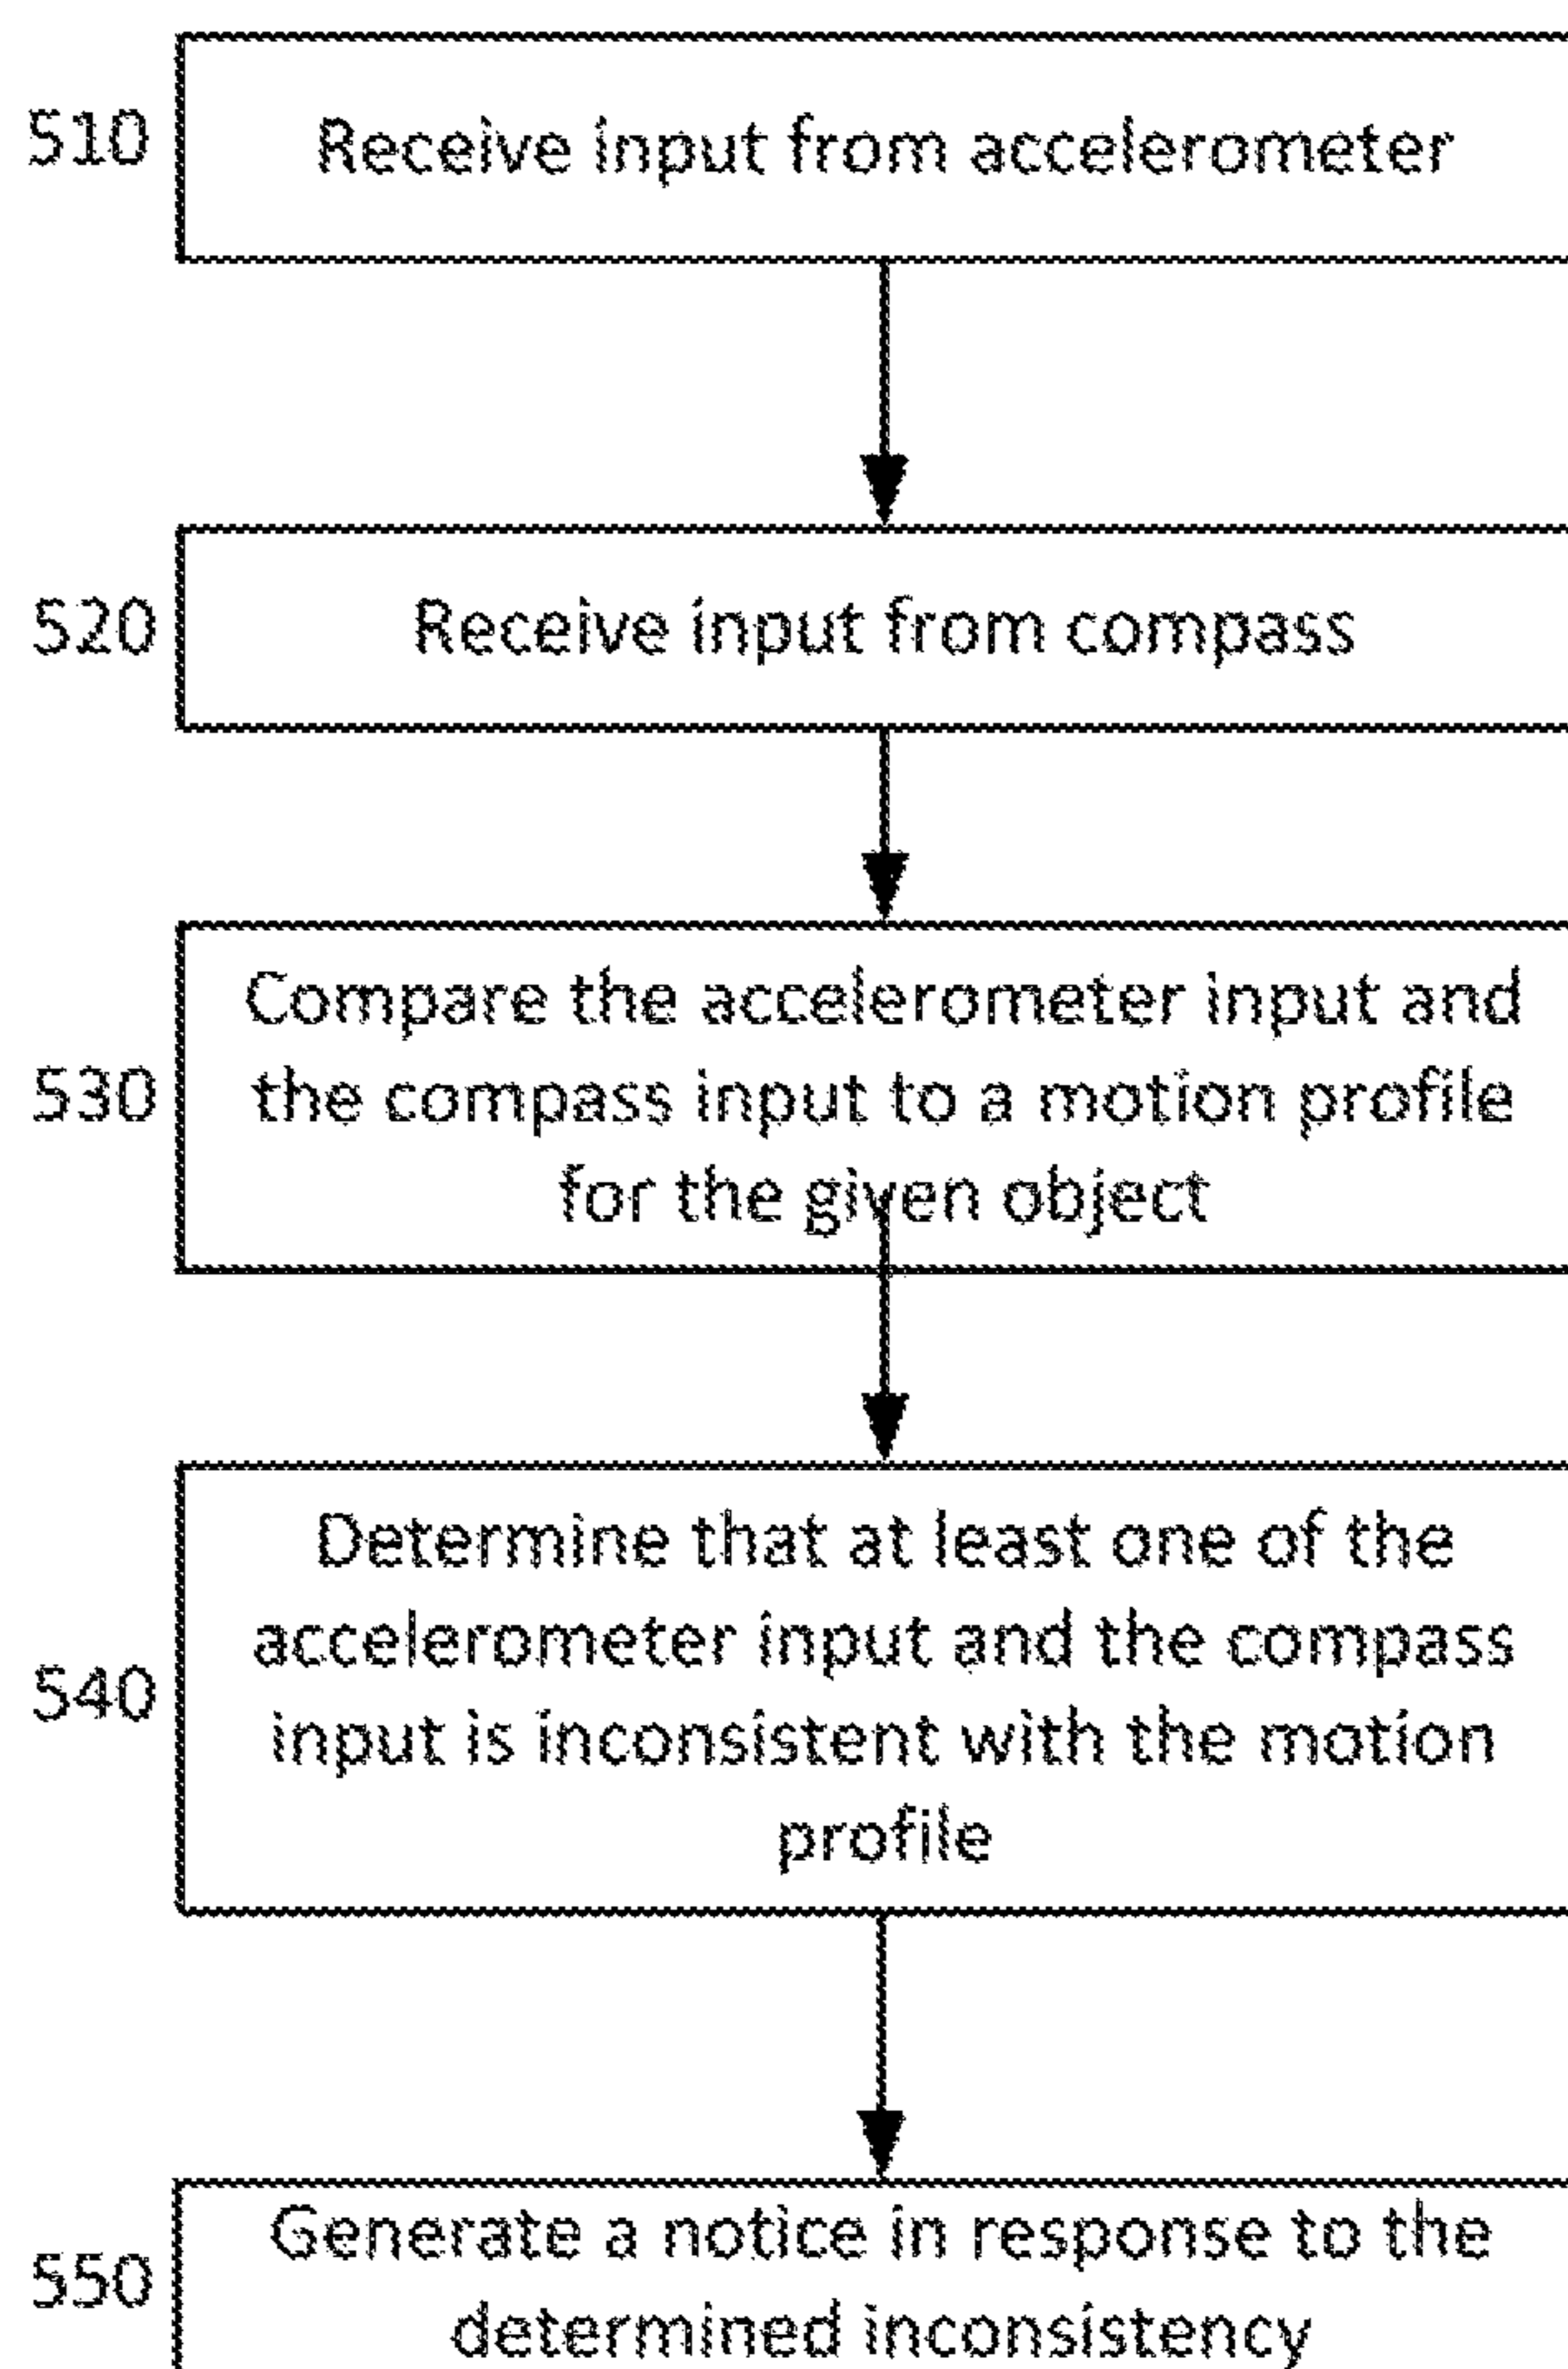 510
Receive input from accelerometer
520
Receive input from compass
530
Compare the accelerometer input and
the compass input to a motion profile
for the given object
540
Determine that at least one of the
accelerometer input and the compass
input is inconsistent with the motion
profile
550
Generate a notice in response to the
determined inconsistency